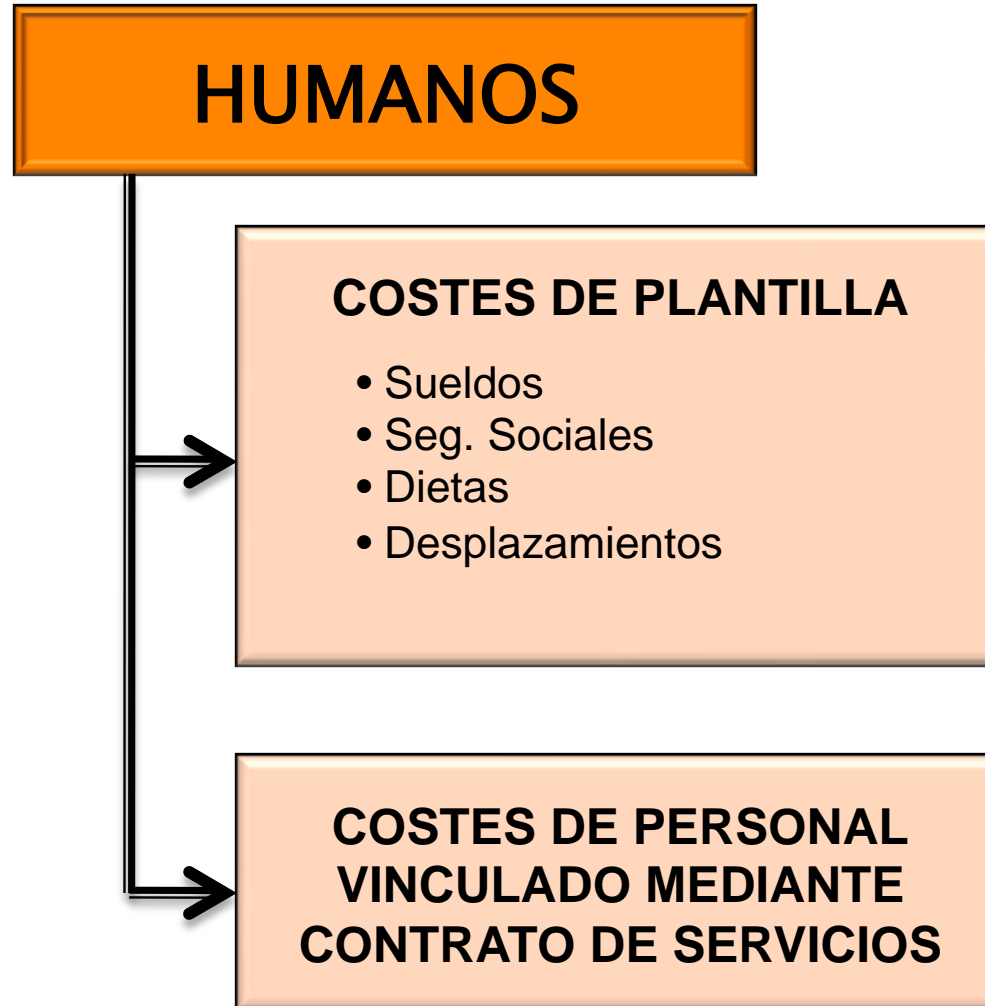 HUMANOS
COSTES DE PLANTILLA
• Sueldos
• Seg. Sociales
• Dietas
• Desplazamientos
COSTES DE PERSONAL
VINCULADO MEDIANTE
CONTRATO DE SERVICIOS